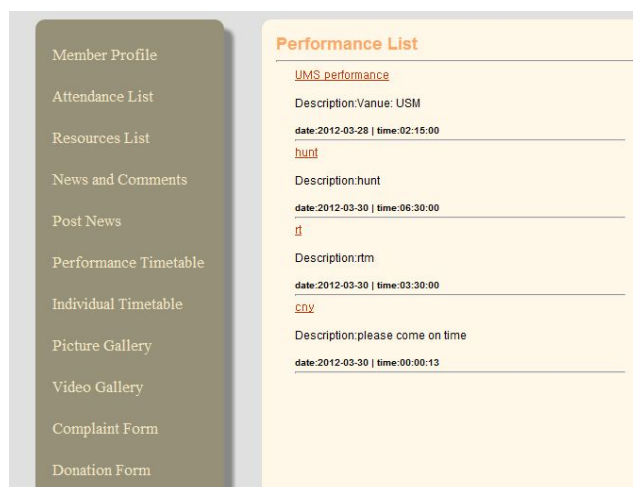 Member Profile
Attendance List
Resources List
News and Comments
Post News
Performance Timetable
Individual Timetable
Picture Gallery
Video Gallery
Complaint Form
Donation Form
Performance List
UMS performance
Description:Vanue: USM
date:2012-03-28 | time:02:15:00
hunt
Description:hunt
date:2012-03-30 | time:06:30:00
rt
Description:rtm
date:2012-03-30 | time:03:30:00
cny
Description:please come on time
date:2012-03-30 | time:00:00:13